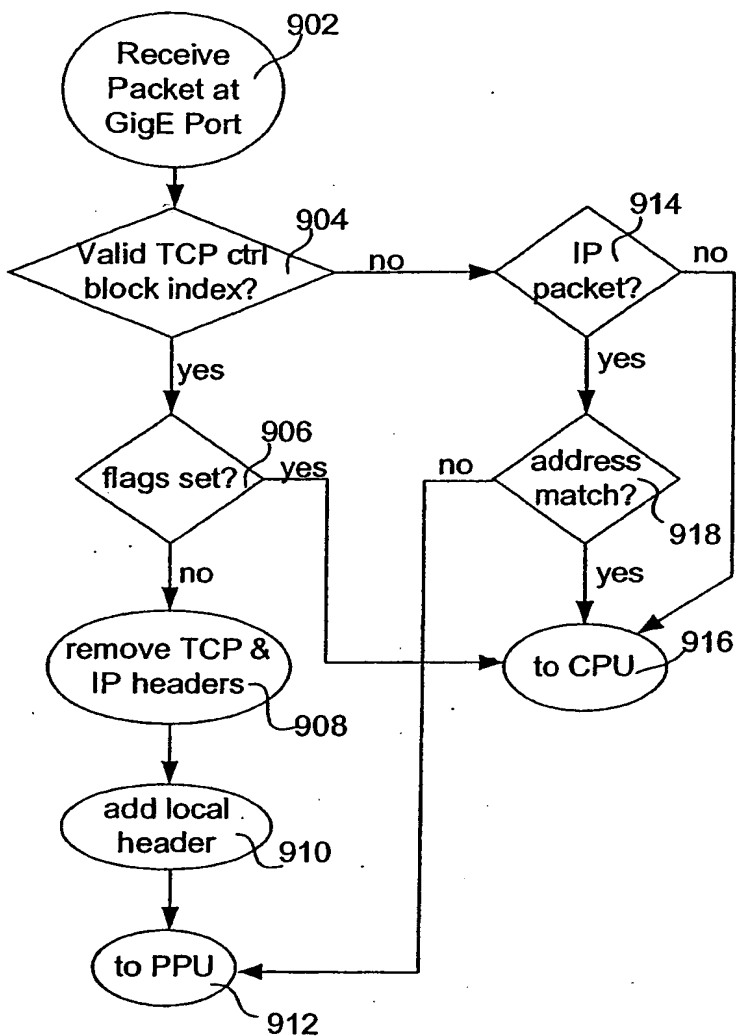 902
Receive
Packet at
GigE Port
904
Valid TCP ctrl
block index?
no
914
IP
packet?
no
yes
yes
906
flags set?
yes
no
address
match?
918
no
yes
remove TCP &
IP headers
908
to CPU
916
add local
header
910
to PPU
912